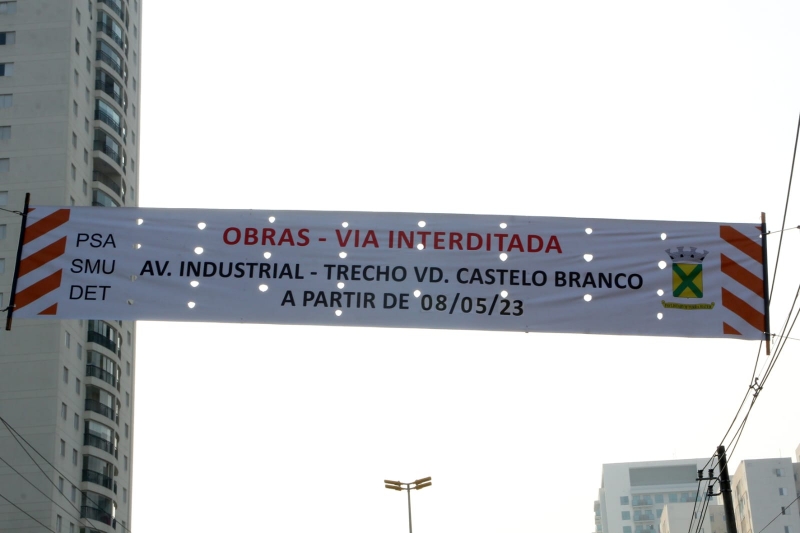 PSA
SMU
DET
OBRAS - VIA INTERDITADA
AV. INDUSTRIAL - TRECHO VD. CASTELO BRANCO
A PARTIR DE 08/05/23